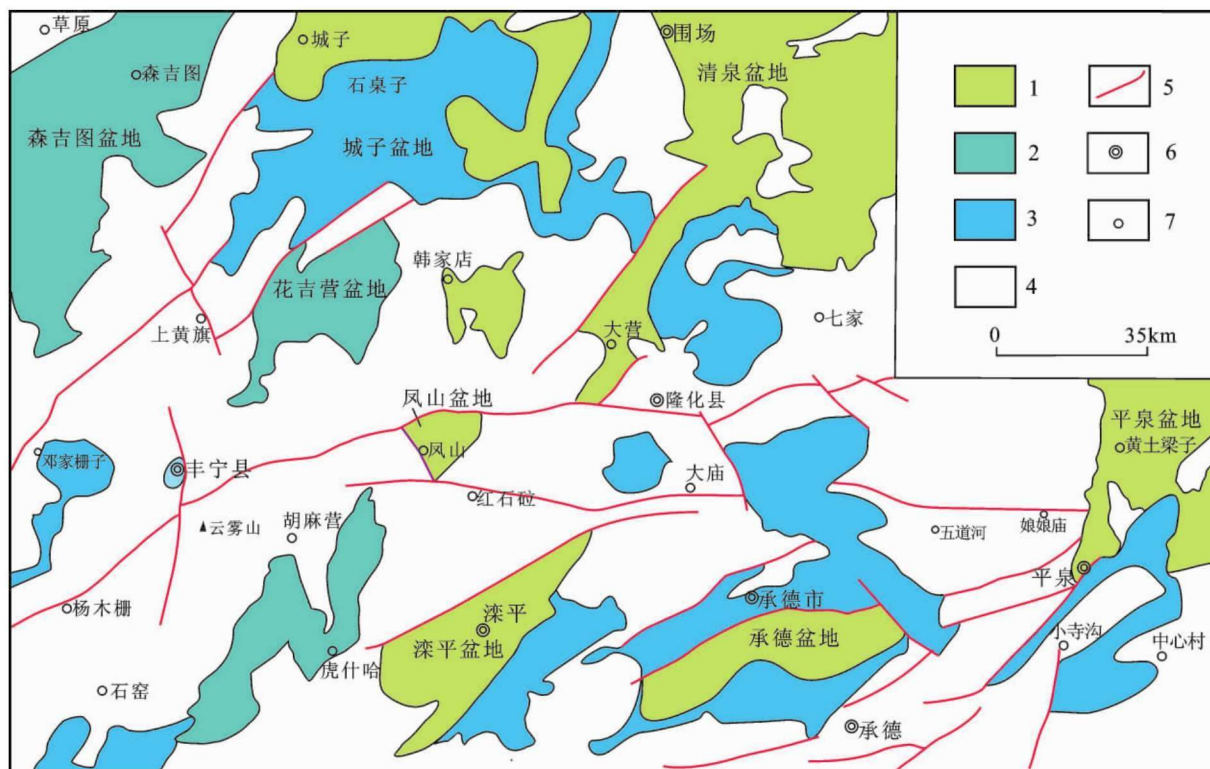 草原
城子
围场
1
5
森吉图
石桌子
清泉盆地
森吉图盆地
城子盆地
2
6
3
7
韩家店
4
花吉营盆地
上黄旗
大营
七家
0
35km
凤山盆地
隆化县
平泉盆地
邓家栅子
丰宁县
凤山
黄土梁子
大庙
红石砬
云雾山
胡麻营
五道河
娘娘庙
平泉
杨木栅
承德市
滦平
小寺沟
滦平盆地
承德盆地
中心村
虎什哈
石窑
承德